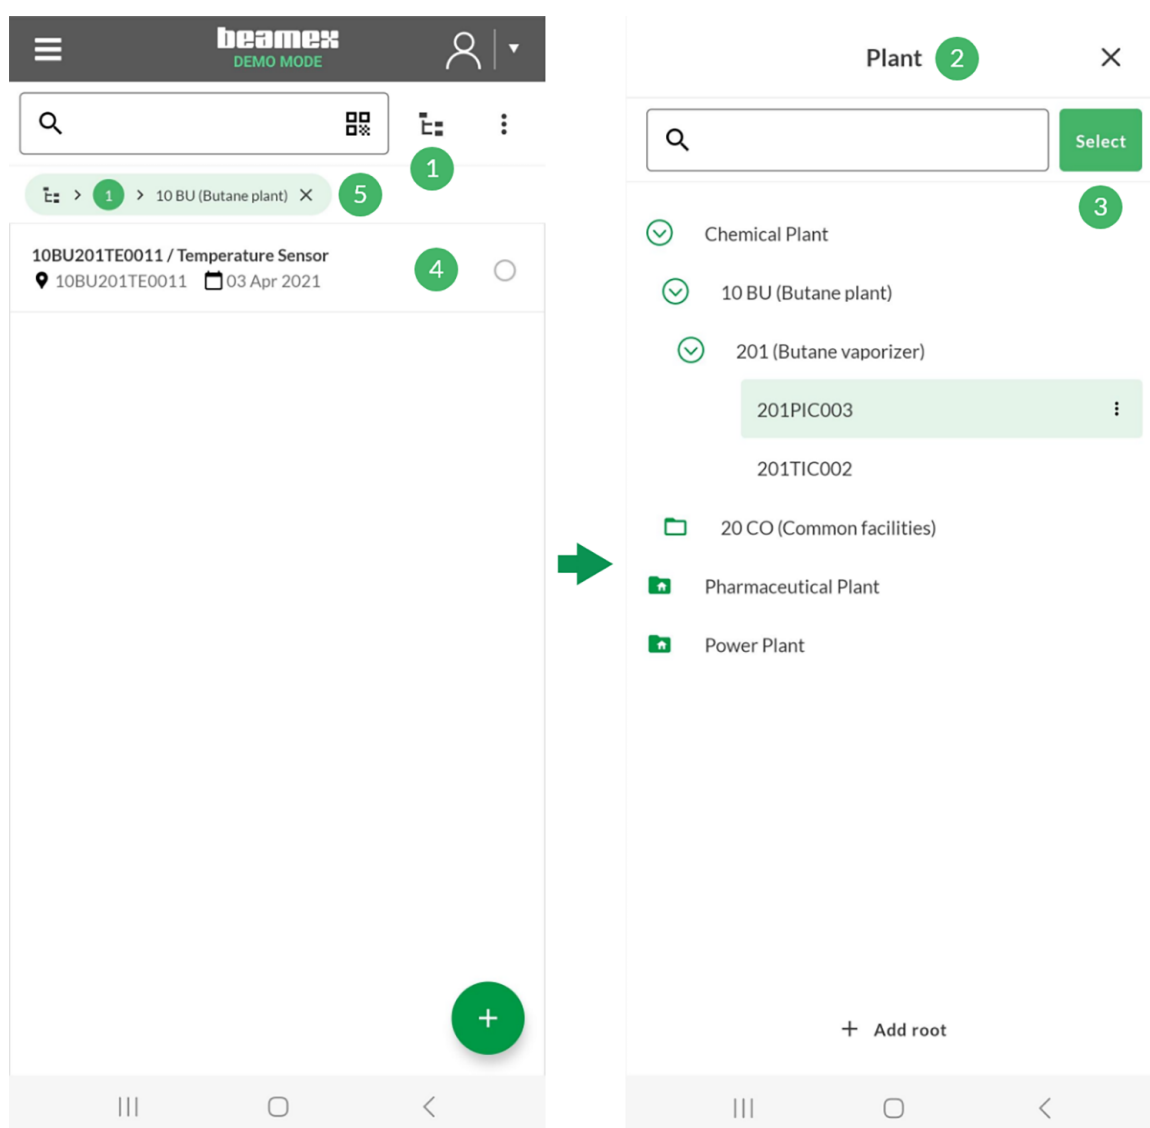 beamex
DEMO MODE
1
1
10 BU (Butane plant)
5
10BU201TE0011 / Temperature Sensor
10BU201TE0011 03 Apr 2021
4
+
Plant 2
Select
3
Chemical Plant
10 BU (Butane plant)
201 (Butane vaporizer)
201PIC003
201TIC002
20 CO (Common facilities)
Pharmaceutical Plant
Power Plant
+ Add root